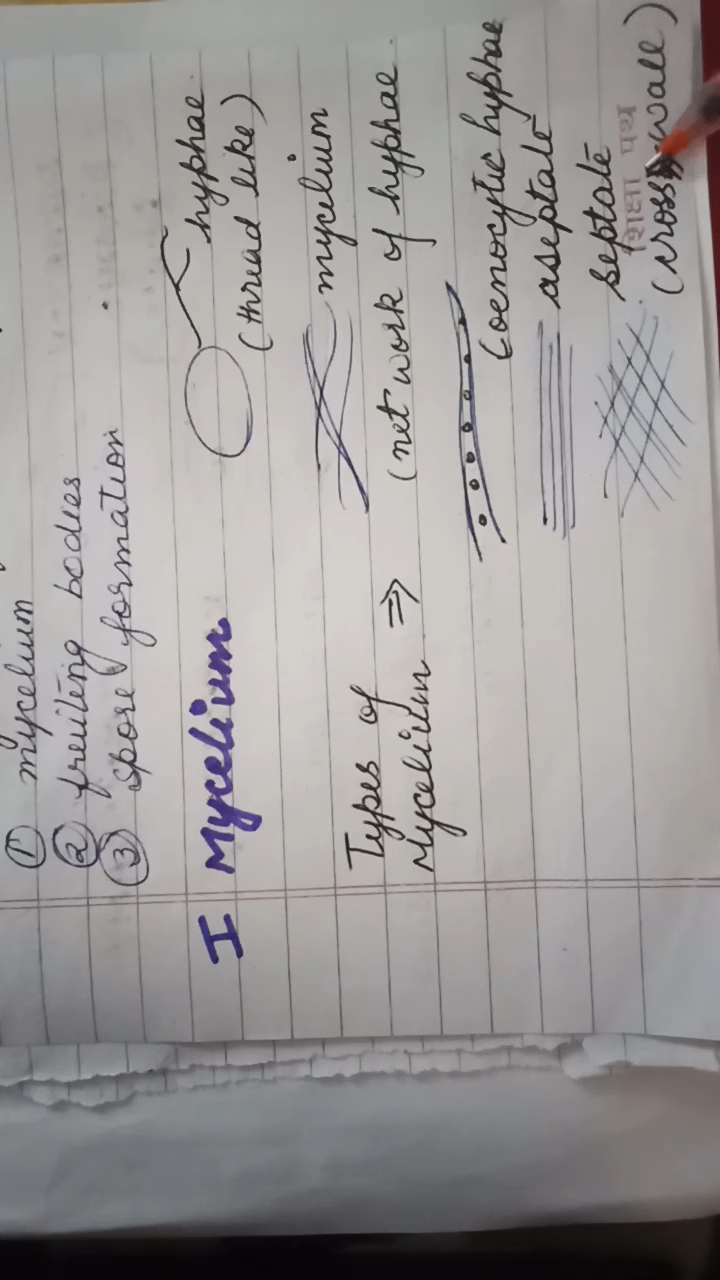 ① mycelium
② fruiting bodies
③ spore formation
I Mycelium
hyphae
(thread like)
mycelium
Types of
Mycelium ⇒
(net work of hyphae
Coenocytic hyphae
aseptate
septate
शिक्षा पथ
(cross-wall)